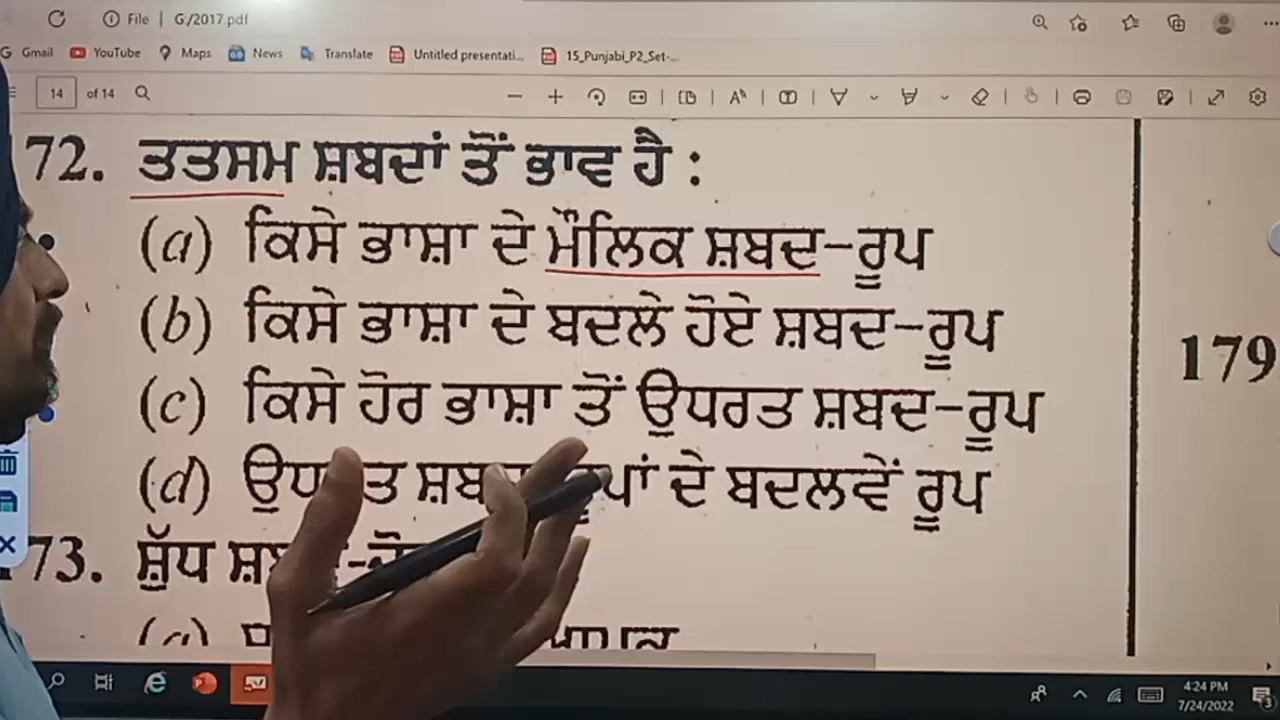 File | G:/2017.pdf
Gmail YouTube Maps News Translate Untitled presentati... 15_Punjabi_P2_Set-...
14 of 14
72. ਤਤਸਮ ਸ਼ਬਦਾਂ ਤੋਂ ਭਾਵ ਹੈ :
(a) ਕਿਸੇ ਭਾਸ਼ਾ ਦੇ ਮੌਲਿਕ ਸ਼ਬਦ-ਰੂਪ
(b) ਕਿਸੇ ਭਾਸ਼ਾ ਦੇ ਬਦਲੇ ਹੋਏ ਸ਼ਬਦ-ਰੂਪ
179
(c) ਕਿਸੇ ਹੋਰ ਭਾਸ਼ਾ ਤੋਂ ਉਧਰਤ ਸ਼ਬਦ-ਰੂਪ
(d) ਦੇ ਬਦਲਵੇਂ ਰੂਪ
73. ਸ਼ੁੱਧ
4:24 PM
7/24/2022